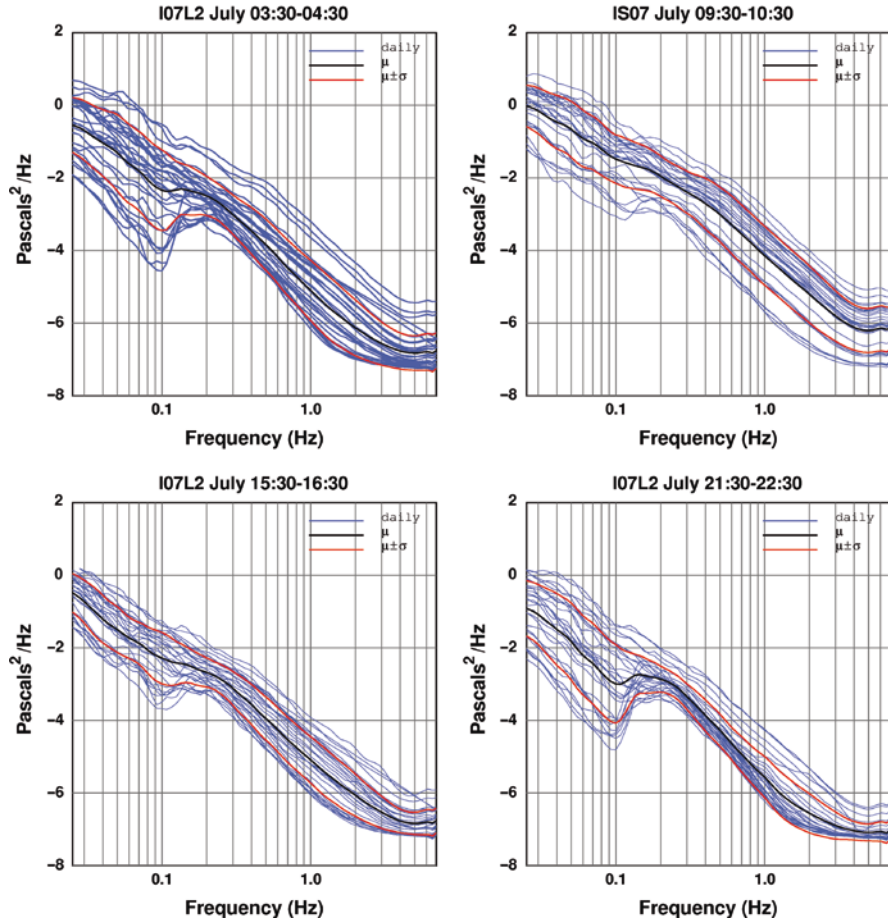 I07L2 July 03:30-04:30
2
0
−2
−4
−6
−8
Pascals² /Hz
daily
μ
μ±σ
0.1 1.0
Frequency (Hz)
IS07 July 09:30-10:30
2
0
−2
−4
−6
−8
Pascals² /Hz
daily
μ
μ±σ
0.1 1.0
Frequency (Hz)
I07L2 July 15:30-16:30
2
0
−2
−4
−6
−8
Pascals² /Hz
daily
μ
μ±σ
0.1 1.0
Frequency (Hz)
I07L2 July 21:30-22:30
2
0
−2
−4
−6
−8
Pascals² /Hz
daily
μ
μ±σ
0.1 1.0
Frequency (Hz)